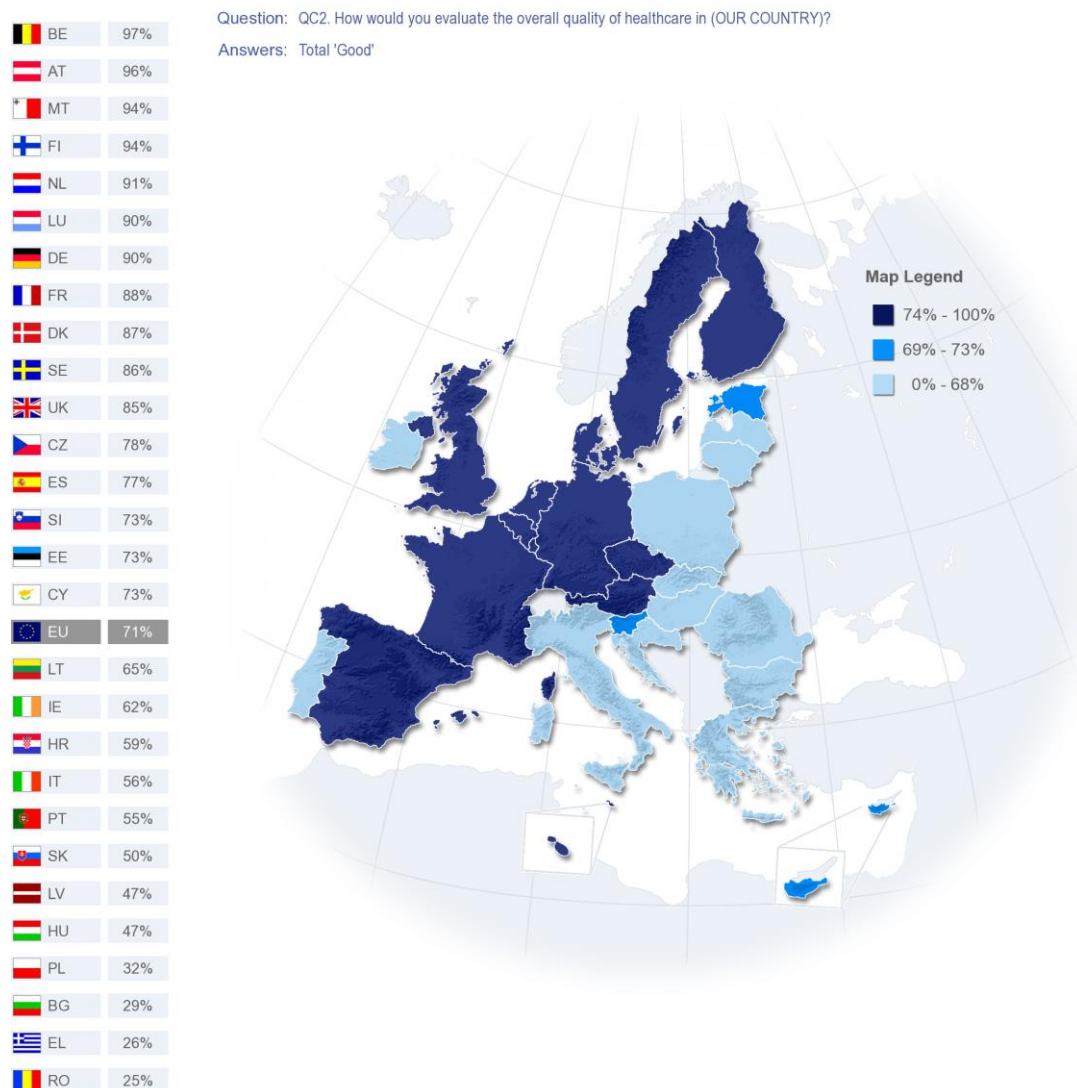 Question: QC2. How would you evaluate the overall quality of healthcare in (OUR COUNTRY)?
Answers: Total 'Good'
BE 97%
AT 96%
MT 94%
FI 94%
NL 91%
LU 90%
DE 90%
FR 88%
DK 87%
SE 86%
UK 85%
CZ 78%
ES 77%
SI 73%
EE 73%
CY 73%
EU 71%
LT 65%
IE 62%
HR 59%
IT 56%
PT 55%
SK 50%
LV 47%
HU 47%
PL 32%
BG 29%
EL 26%
RO 25%
Map Legend
74% - 100%
69% - 73%
0% - 68%